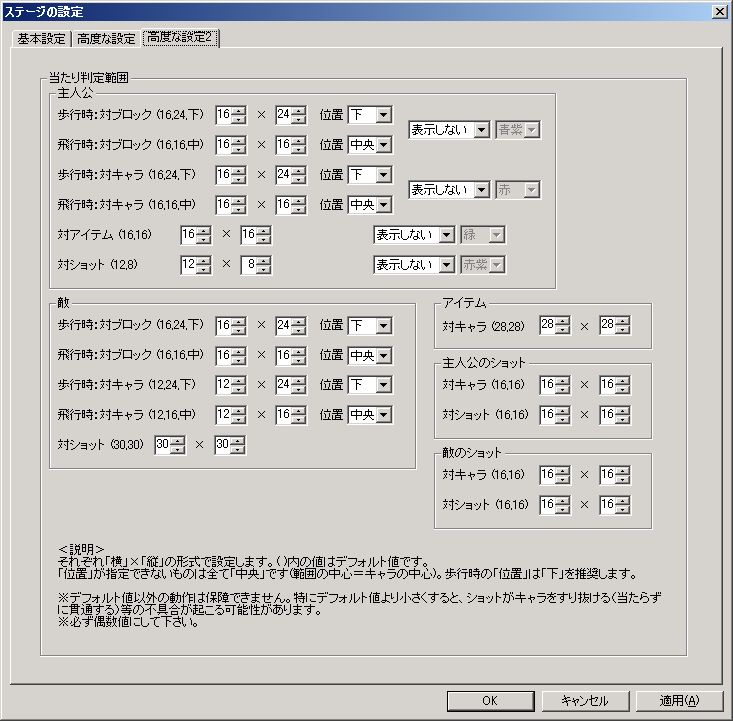 ステージの設定
基本設定 高度な設定 高度な設定2
当たり判定範囲
主人公
歩行時：対ブロック (16,24,下) 16 × 24 位置 下
表示しない 青紫
飛行時：対ブロック (16,16,中) 16 × 16 位置 中央
歩行時：対キャラ (16,24,下) 16 × 24 位置 下
表示しない 赤
飛行時：対キャラ (16,16,中) 16 × 16 位置 中央
対アイテム (16,16) 16 × 16 表示しない 緑
対ショット (12,8) 12 × 8 表示しない 赤紫
敵
歩行時：対ブロック (16,24,下) 16 × 24 位置 下
飛行時：対ブロック (16,16,中) 16 × 16 位置 中央
歩行時：対キャラ (12,24,下) 12 × 24 位置 下
飛行時：対キャラ (12,16,中) 12 × 16 位置 中央
対ショット (30,30) 30 × 30
アイテム
対キャラ (28,28) 28 × 28
主人公のショット
対キャラ (16,16) 16 × 16
対ショット (16,16) 16 × 16
敵のショット
対キャラ (16,16) 16 × 16
対ショット (16,16) 16 × 16
＜説明＞
それぞれ「横」×「縦」の形式で設定します。( )内の値はデフォルト値です。
「位置」が指定できないものは全て「中央」です(範囲の中心＝キャラの中心)。歩行時の「位置」は「下」を推奨します。
※デフォルト値以外の動作は保障できません。特にデフォルト値より小さくすると、ショットがキャラをすり抜ける(当たらず
に貫通する)等の不具合が起こる可能性があります。
※必ず偶数値にして下さい。
OK キャンセル 適用(A)